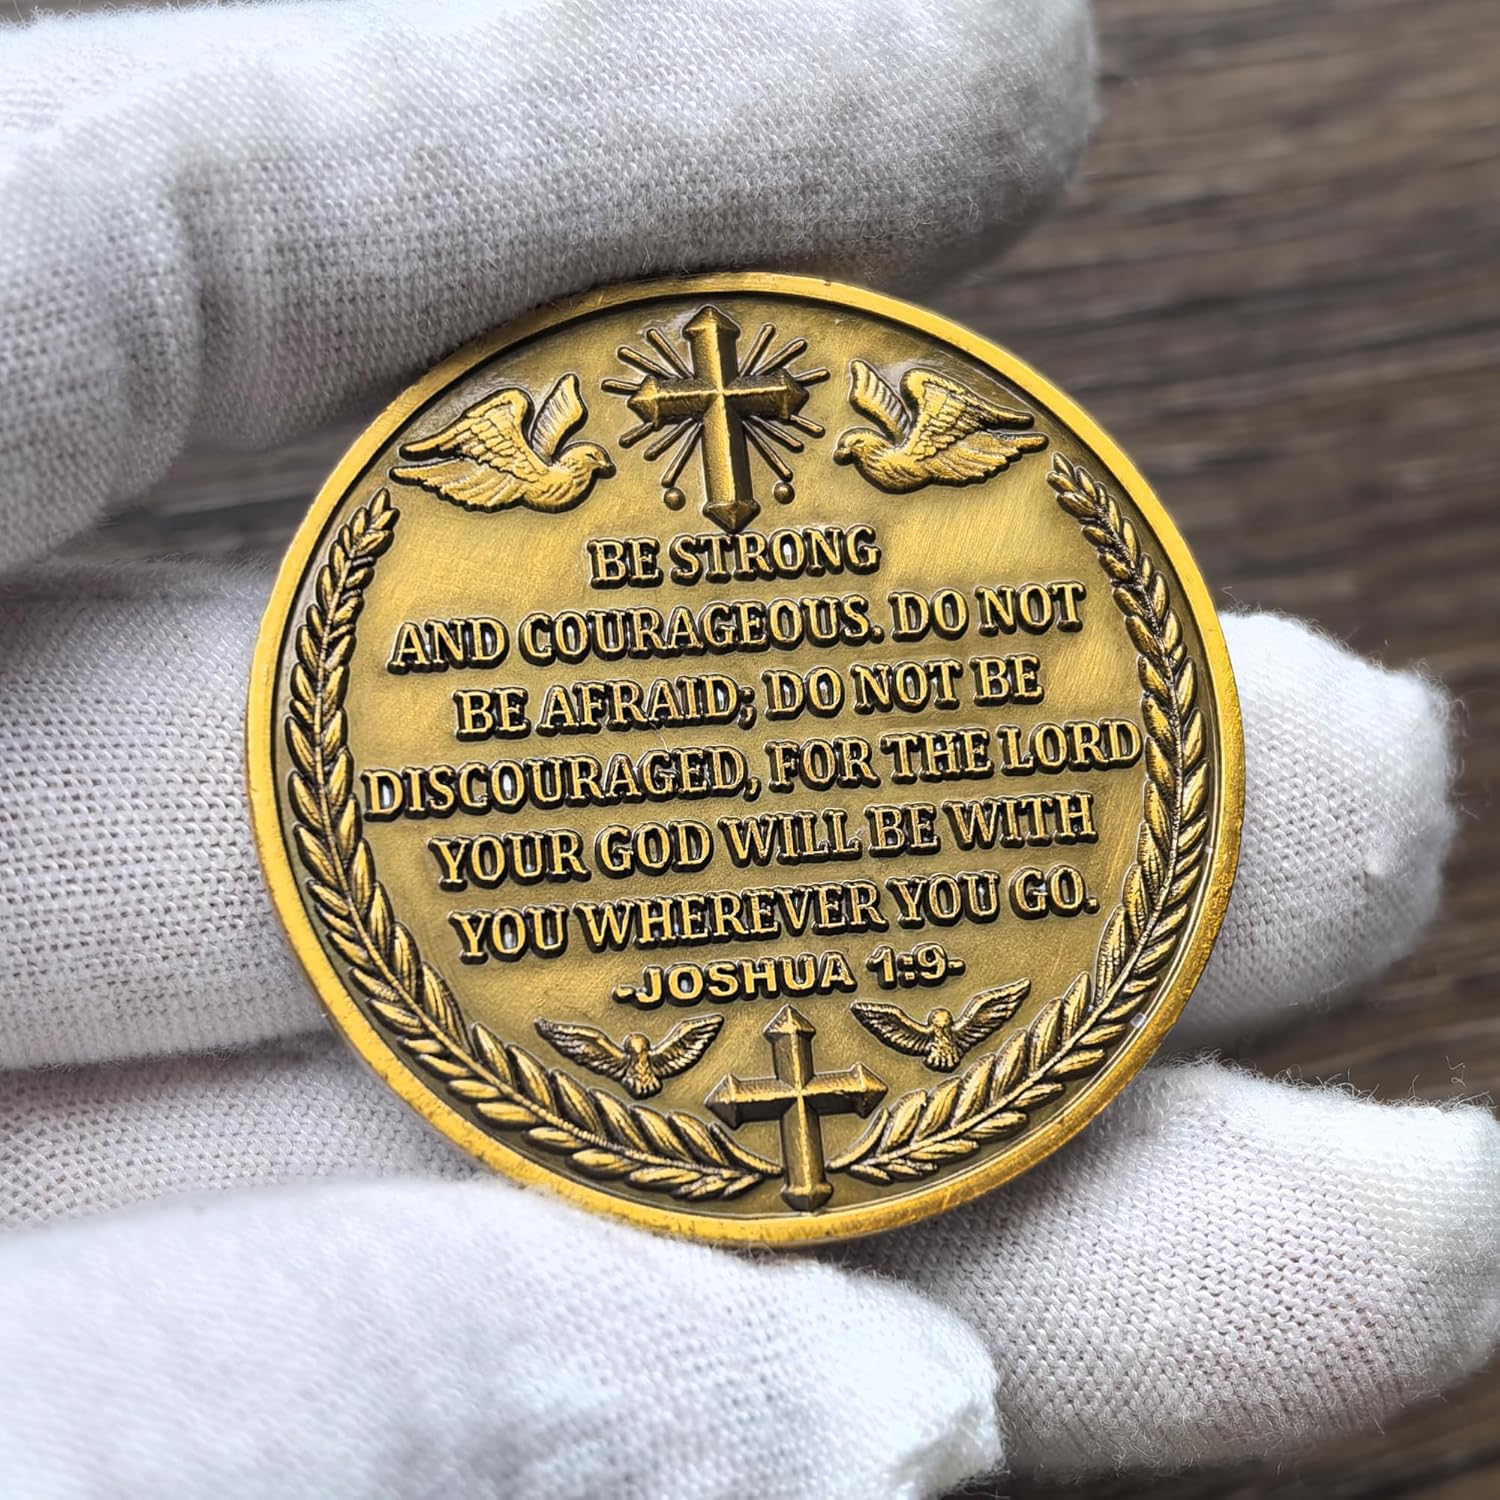 BE STRONG
AND COURAGEOUS. DO NOT
BE AFRAID; DO NOT BE
DISCOURAGED, FOR THE LORD
YOUR GOD WILL BE WITH
YOU WHEREVER YOU GO.
-JOSHUA 1:9-